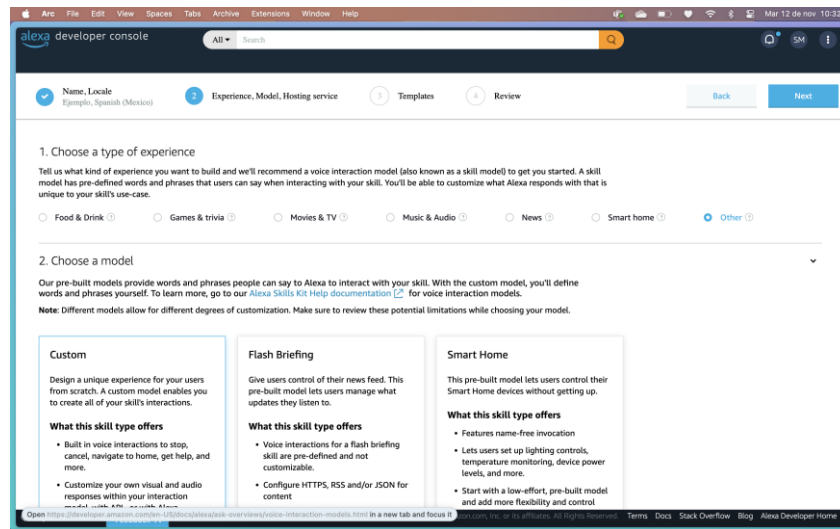 Arc File Edit View Spaces Tabs Archive Extensions Window Help Mar 12 de nov 10:32
alexa developer console All Search SM
Name, Locale
Ejemplo, Spanish (Mexico)
2 Experience, Model, Hosting service
3 Templates
4 Review
Back
Next
1. Choose a type of experience
Tell us what kind of experience you want to build and we'll recommend a voice interaction model (also known as a skill model) to get you started. A skill
model has pre-defined words and phrases that users can say when interacting with your skill. You'll be able to customize what Alexa responds with that is
unique to your skill's use-case.
Food & Drink Games & trivia Movies & TV Music & Audio News Smart home Other
2. Choose a model
Our pre-built models provide words and phrases people can say to Alexa to interact with your skill. With the custom model, you'll define
words and phrases yourself. To learn more, go to our Alexa Skills Kit Help documentation for voice interaction models.
Note: Different models allow for different degrees of customization. Make sure to review these potential limitations while choosing your model.
Custom
Design a unique experience for your users
from scratch. A custom model enables you
to create all of your skill's interactions.
What this skill type offers
• Built in voice interactions to stop,
cancel, navigate to home, get help, and
more.
• Customize your own visual and audio
responses within your interaction
Flash Briefing
Give users control of their news feed. This
pre-built model lets users manage what
updates they listen to.
What this skill type offers
• Voice interactions for a flash briefing
skill are pre-defined and not
customizable.
• Configure HTTPS, RSS and/or JSON for
content
Smart Home
This pre-built model lets users control their
Smart Home devices without getting up.
What this skill type offers
• Features name-free invocation
• Lets users set up lighting controls,
temperature monitoring, device power
levels, and more.
• Start with a low-effort, pre-built model
and add more flexibility and control
Open https://developer.amazon.com/en-US/docs/alexa/ask-overviews/voice-interaction-models.html in a new tab and focus it
zon.com, Inc. or its affiliates. All Rights Reserved. Terms Docs Stack Overflow Blog Alexa Developer Home